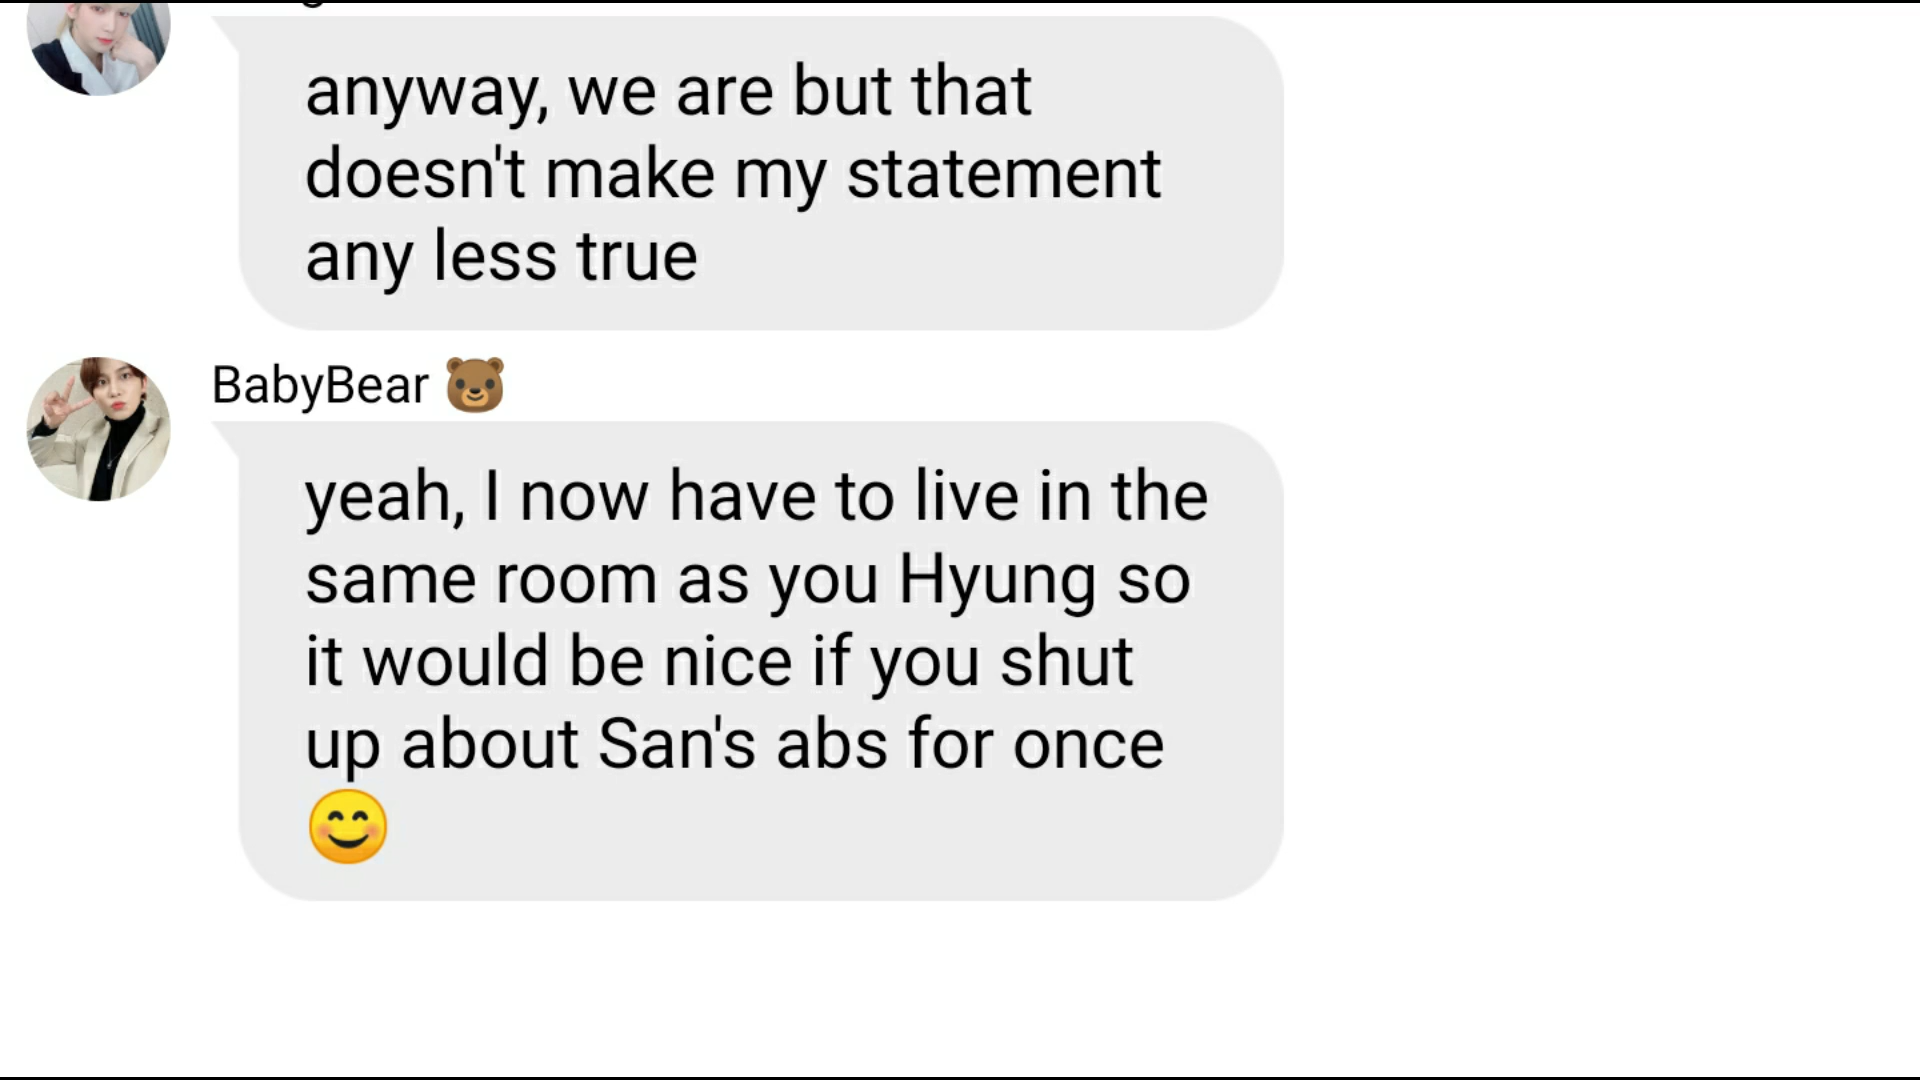 anyway, we are but that
doesn't make my statement
any less true
BabyBear 🐻
yeah, I now have to live in the
same room as you Hyung so
it would be nice if you shut
up about San's abs for once
😊